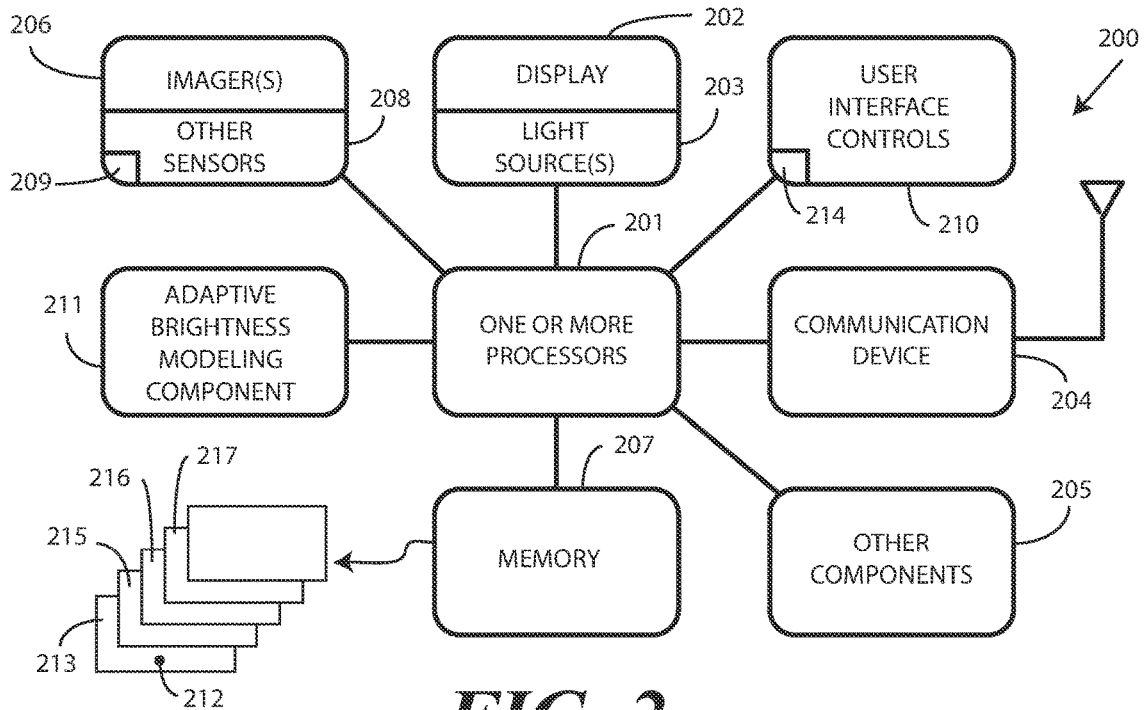 206
202
200
IMAGER(S)
DISPLAY
USER
INTERFACE
CONTROLS
203
208
OTHER
SENSORS
LIGHT
SOURCE(S)
209
214
210
201
211
ADAPTIVE
BRIGHTNESS
MODELING
COMPONENT
ONE OR MORE
PROCESSORS
COMMUNICATION
DEVICE
204
207
217
216
215
205
MEMORY
OTHER
COMPONENTS
213
212
FIG. 2